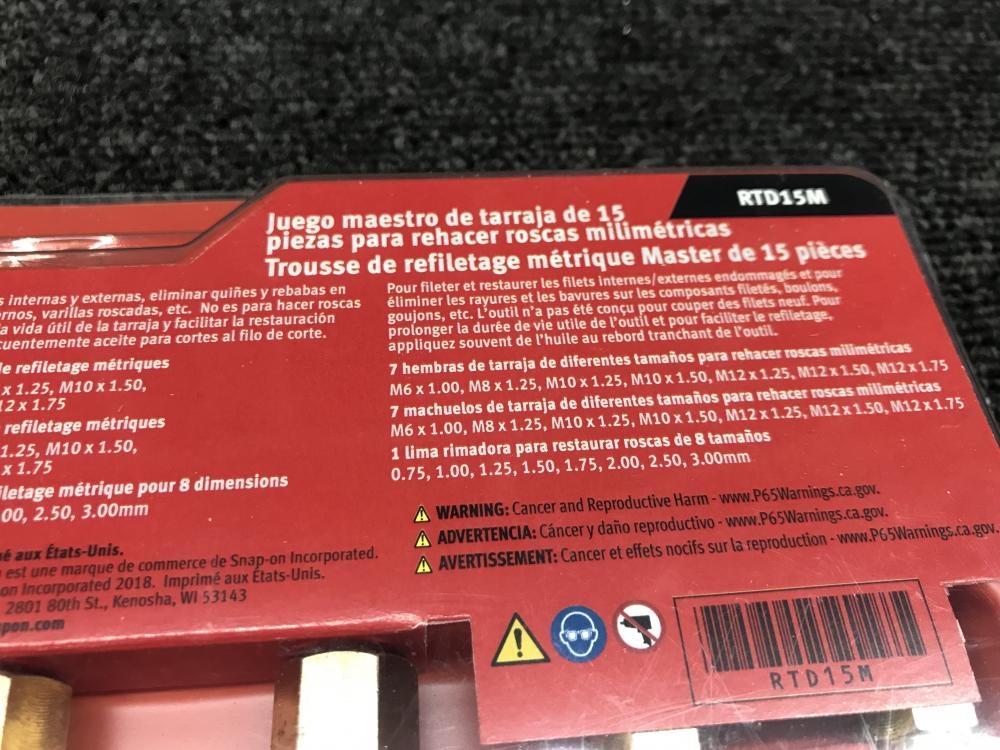 RTD15M
Juego maestro de tarraja de 15
piezas para rehacer roscas milimétricas
Trousse de refiletage métrique Master de 15 pièces
s internas y externas, eliminar quiñes y rebabas en
ernos, varillas roscadas, etc. No es para hacer roscas
la vida útil de la tarraja y facilitar la restauración
cuentemente aceite para cortes al filo de corte.
de refiletage métriques
x 1.25, M10 x 1.50,
12 x 1.75
refiletage métriques
1.25, M10 x 1.50,
x 1.75
filetage métrique pour 8 dimensions
.00, 2.50, 3.00mm
Pour fileter et restaurer les filets internes/externes endommagés et pour
éliminer les rayures et les bavures sur les composants filetés, boulons,
goujons, etc. L'outil n'a pas été conçu pour couper des filets neuf. Pour
prolonger la durée de vie utile de l'outil et pour faciliter le refiletage,
appliquez souvent de l'huile au rebord tranchant de l'outil.
7 hembras de tarraja de diferentes tamaños para rehacer roscas milimétricas
M6 x 1.00, M8 x 1.25, M10 x 1.25, M10 x 1.50, M12 x 1.25, M12 x 1.50, M12 x 1.75
7 machuelos de tarraja de diferentes tamaños para rehacer roscas milimétricas
M6 x 1.00, M8 x 1.25, M10 x 1.25, M10 x 1.50, M12 x 1.25, M12 x 1.50, M12 x 1.75
1 lima rimadora para restaurar roscas de 8 tamaños
0.75, 1.00, 1.25, 1.50, 1.75, 2.00, 2.50, 3.00mm
WARNING: Cancer and Reproductive Harm - www.P65Warnings.ca.gov.
ADVERTENCIA: Cáncer y daño reproductivo - www.P65Warnings.ca.gov.
AVERTISSEMENT: Cancer et effets nocifs sur la reproduction - www.P65Warnings.ca.gov.
é aux États-Unis.
est une marque de commerce de Snap-on Incorporated.
on Incorporated 2018. Imprimé aux États-Unis.
2801 80th St., Kenosha, WI 53143
pon.com
RTD15M